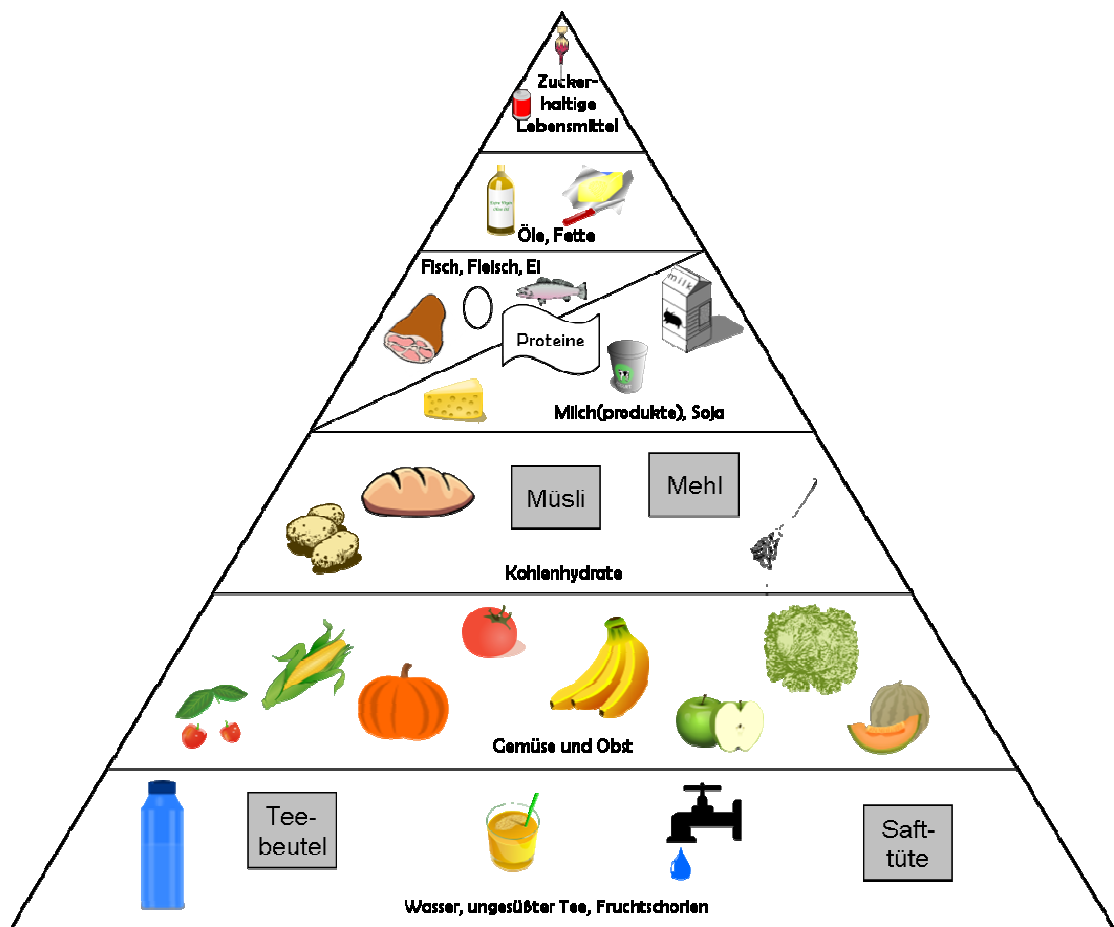 Zucker-
haltige
Lebensmittel
Öle, Fette
Fisch, Fleisch, Ei
milk
Proteine
Milch(produkte), Soja
Müsli
Mehl
Kohlenhydrate
Gemüse und Obst
Tee-
beutel
Saft-
tüte
Wasser, ungesüßter Tee, Fruchtschorlen